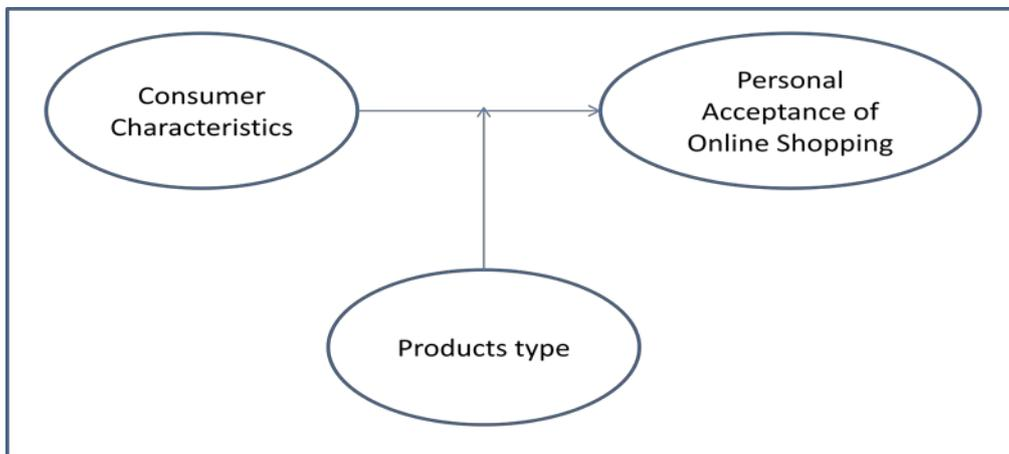 Consumer
Characteristics
Personal
Acceptance of
Online Shopping
Products type